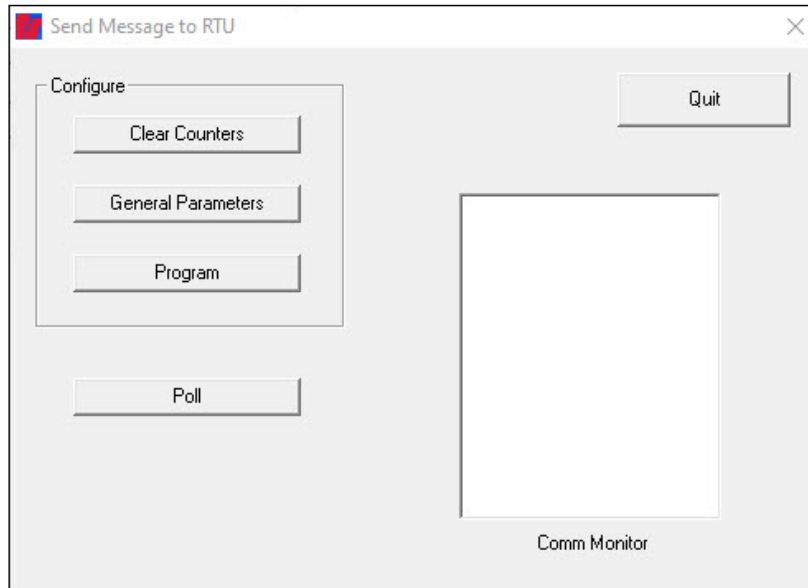 Send Message to RTU
Configure
Clear Counters
General Parameters
Program
Poll
Quit
Comm Monitor